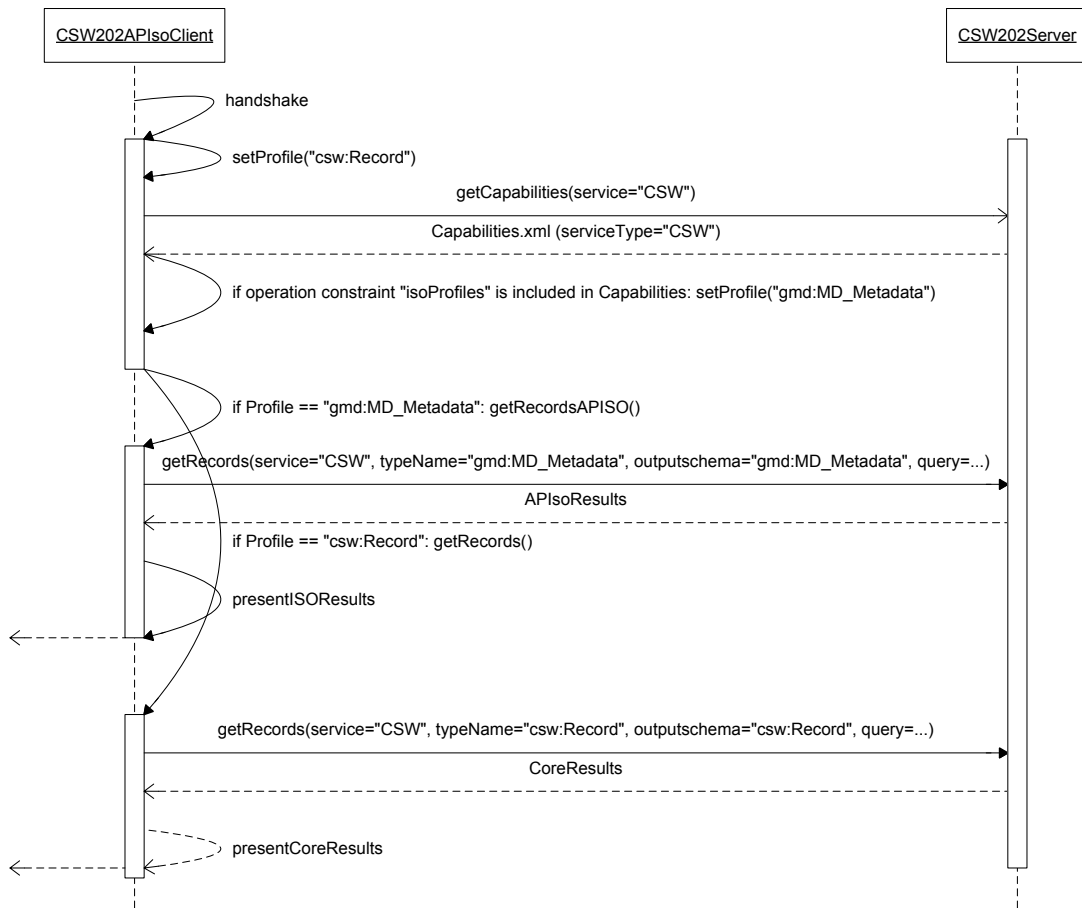 CSW202APIsoClient
CSW202Server
handshake
setProfile("csw:Record")
getCapabilities(service="CSW")
Capabilities.xml (serviceType="CSW")
if operation constraint "isoProfiles" is included in Capabilities: setProfile("gmd:MD_Metadata")
if Profile == "gmd:MD_Metadata": getRecordsAPISO()
getRecords(service="CSW", typeName="gmd:MD_Metadata", outputschema="gmd:MD_Metadata", query=...)
APIsoResults
if Profile == "csw:Record": getRecords()
presentISOResults
getRecords(service="CSW", typeName="csw:Record", outputschema="csw:Record", query=...)
CoreResults
presentCoreResults